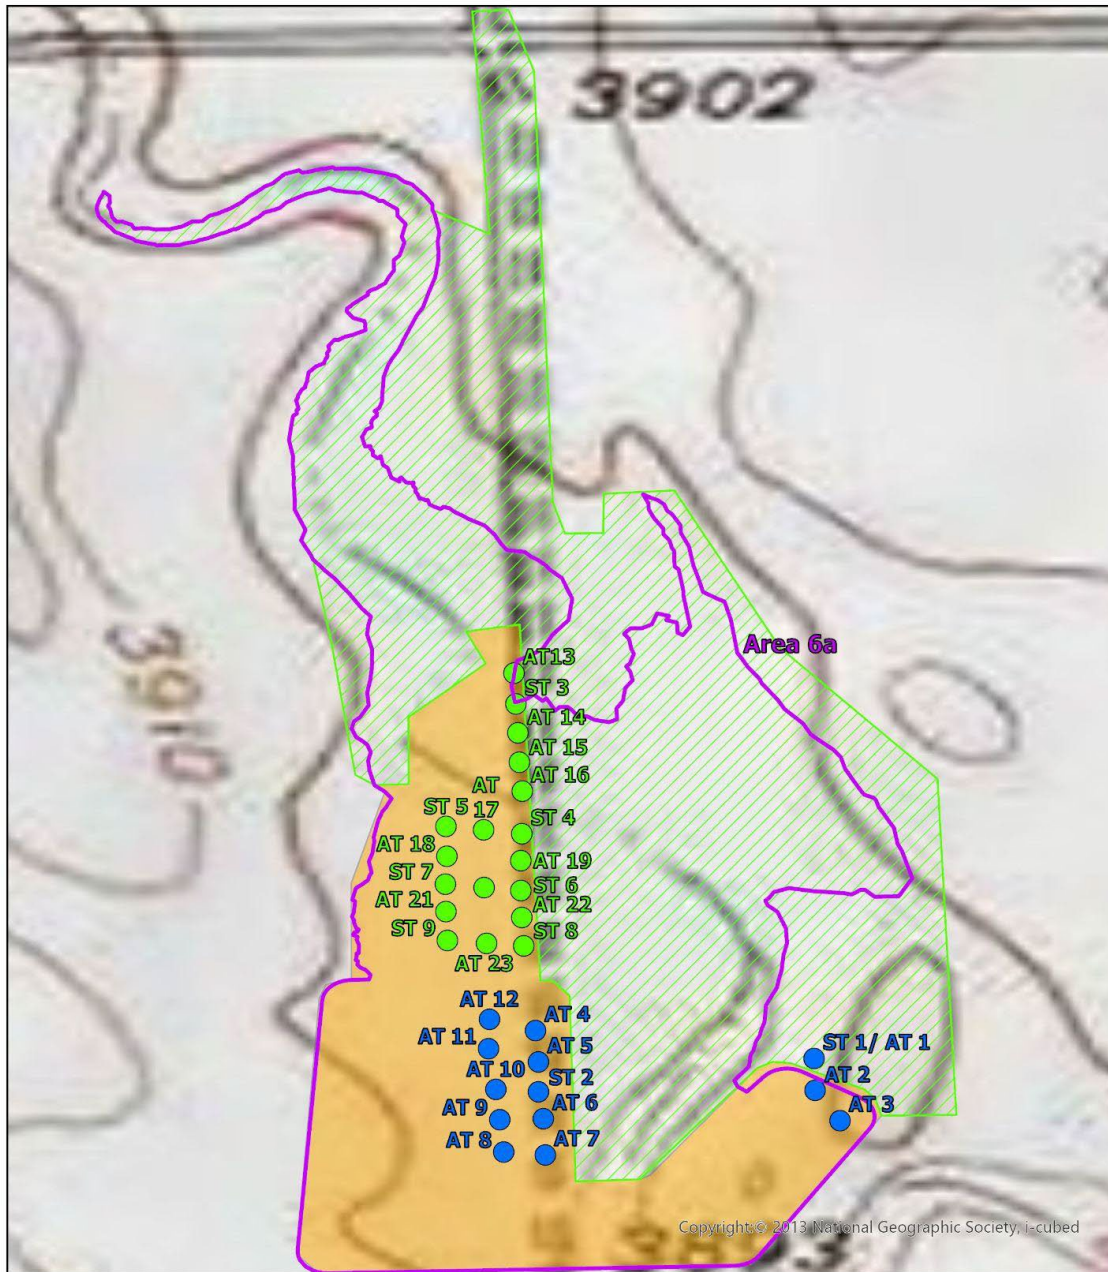 3902
Area 6a
AT13
ST 3
AT 14
AT 15
AT 16
AT
17
ST 5
ST 4
AT 18
AT 19
ST 7
ST 6
AT 21
AT 22
ST 9
ST 8
AT 23
3910
AT 12
AT 4
AT 11
AT 5
AT 10
ST 2
AT 9
AT 6
AT 8
AT 7
ST 1/ AT 1
AT 2
AT 3
Copyright:© 2013 National Geographic Society, i-cubed